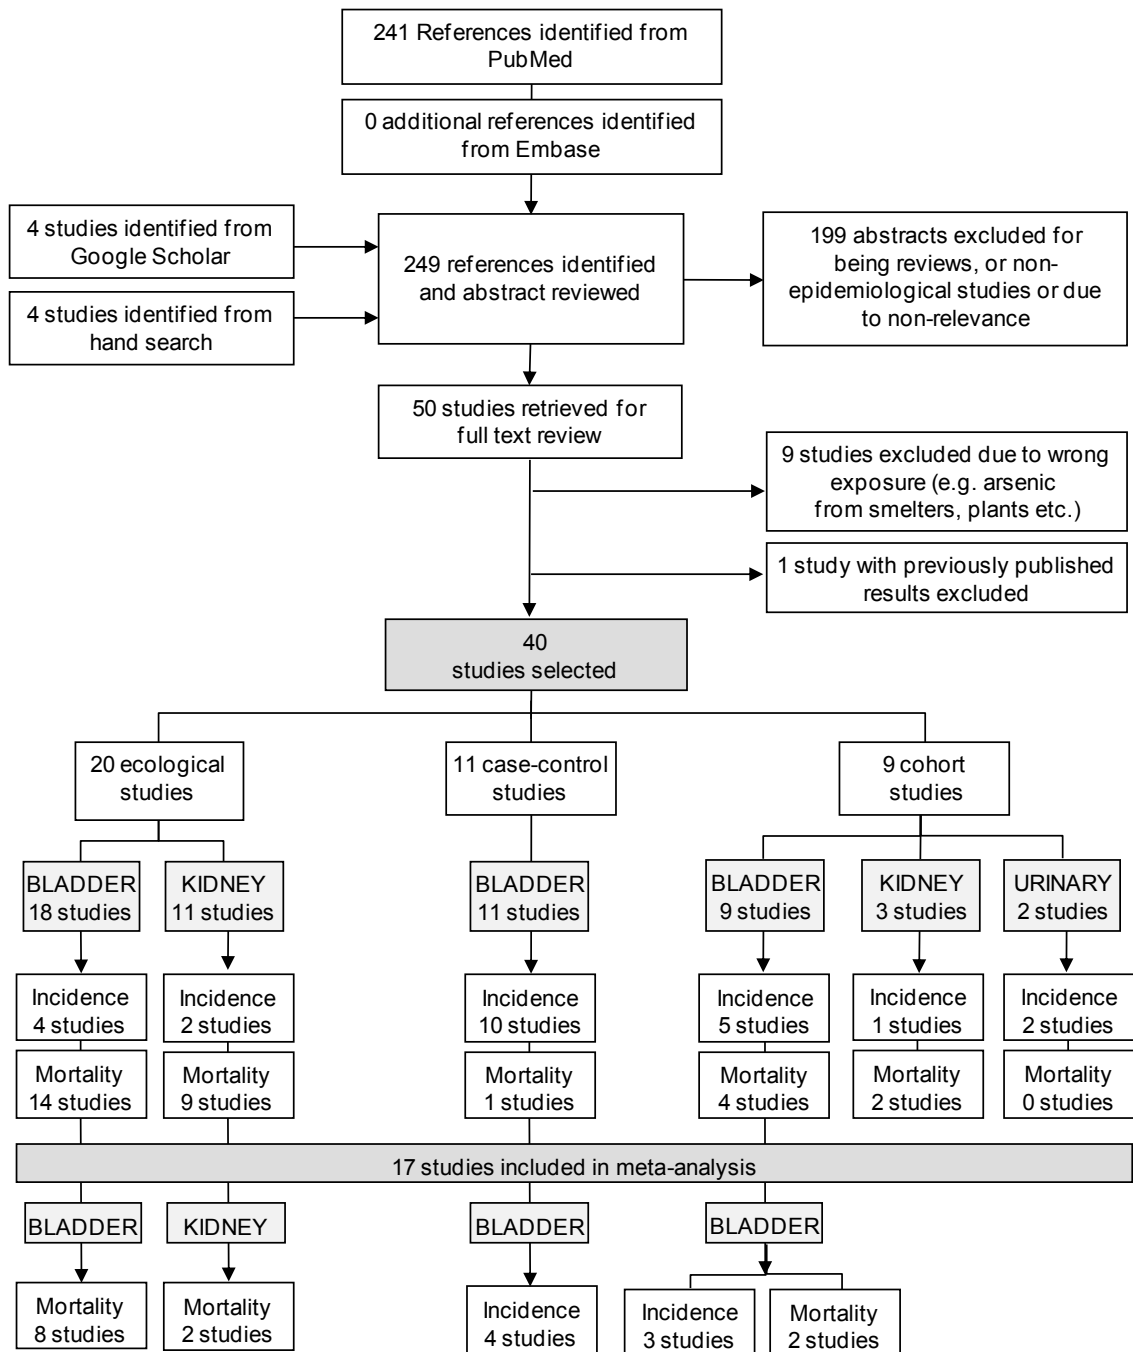 241 References identified from
PubMed
0 additional references identified
from Embase
4 studies identified from
Google Scholar
4 studies identified from
hand search
249 references identified
and abstract reviewed
199 abstracts excluded for
being reviews, or non-
epidemiological studies or due
to non-relevance
50 studies retrieved for
full text review
9 studies excluded due to wrong
exposure (e.g. arsenic
from smelters, plants etc.)
1 study with previously published
results excluded
40
studies selected
20 ecological
studies
11 case-control
studies
9 cohort
studies
BLADDER
18 studies
KIDNEY
11 studies
BLADDER
11 studies
BLADDER
9 studies
KIDNEY
3 studies
URINARY
2 studies
Incidence
4 studies
Incidence
2 studies
Incidence
10 studies
Incidence
5 studies
Incidence
1 studies
Incidence
2 studies
Mortality
14 studies
Mortality
9 studies
Mortality
1 studies
Mortality
4 studies
Mortality
2 studies
Mortality
0 studies
17 studies included in meta-analysis
BLADDER
KIDNEY
BLADDER
BLADDER
Mortality
8 studies
Mortality
2 studies
Incidence
4 studies
Incidence
3 studies
Mortality
2 studies